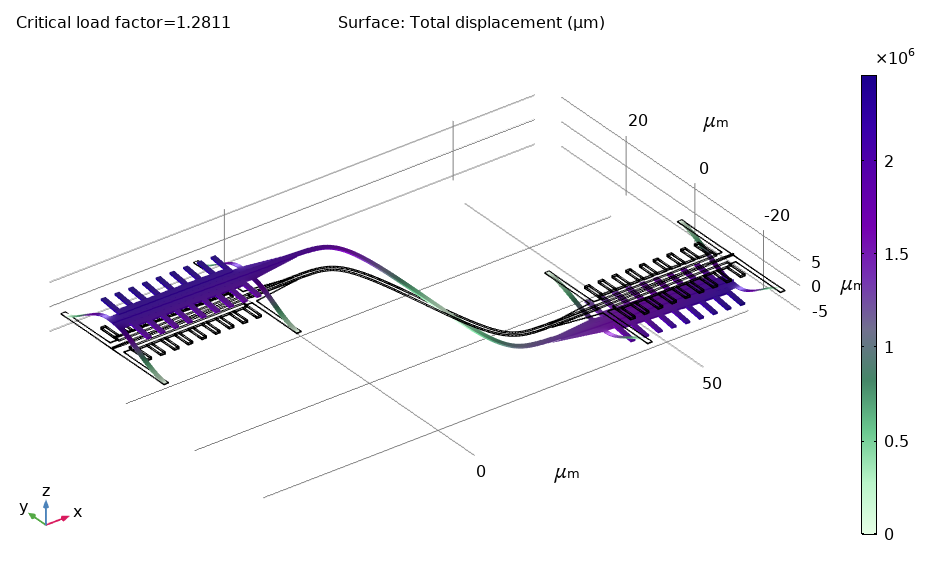 Critical load factor=1.2811 Surface: Total displacement (μm)
×10⁶
20 μm
0
-20
5
0 μm
-5
50
0 μm
2
1.5
1
0.5
0
z
y
x